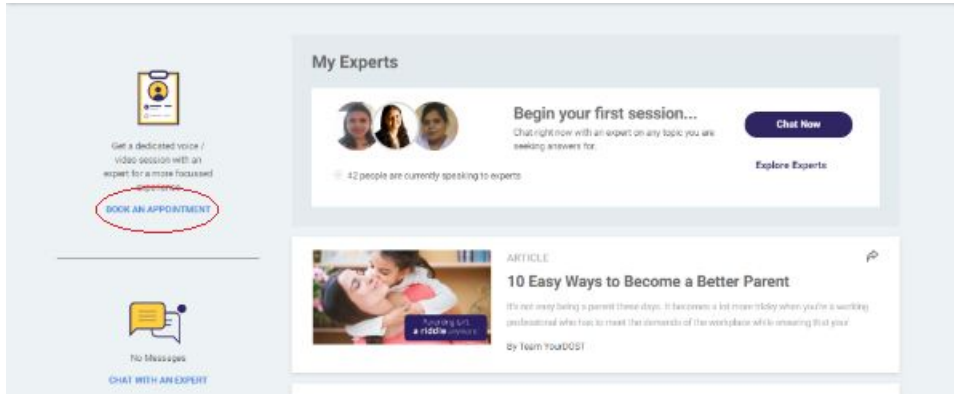 My Experts
Get a dedicated voice /
video session with an
expert for a more focussed
experience
BOOK AN APPOINTMENT
Begin your first session...
Chat right now with an expert on any topic you are
seeking answers for.
Chat Now
Explore Experts
42 people are currently speaking to experts
No Messages
CHAT WITH AN EXPERT
ARTICLE
10 Easy Ways to Become a Better Parent
It's not easy being a parent these days. It becomes a lot more tricky when you're a working
professional who has to meet the demands of the workplace while ensuring that your
By Team YourDOST
Parenting isn't
a riddle anymore